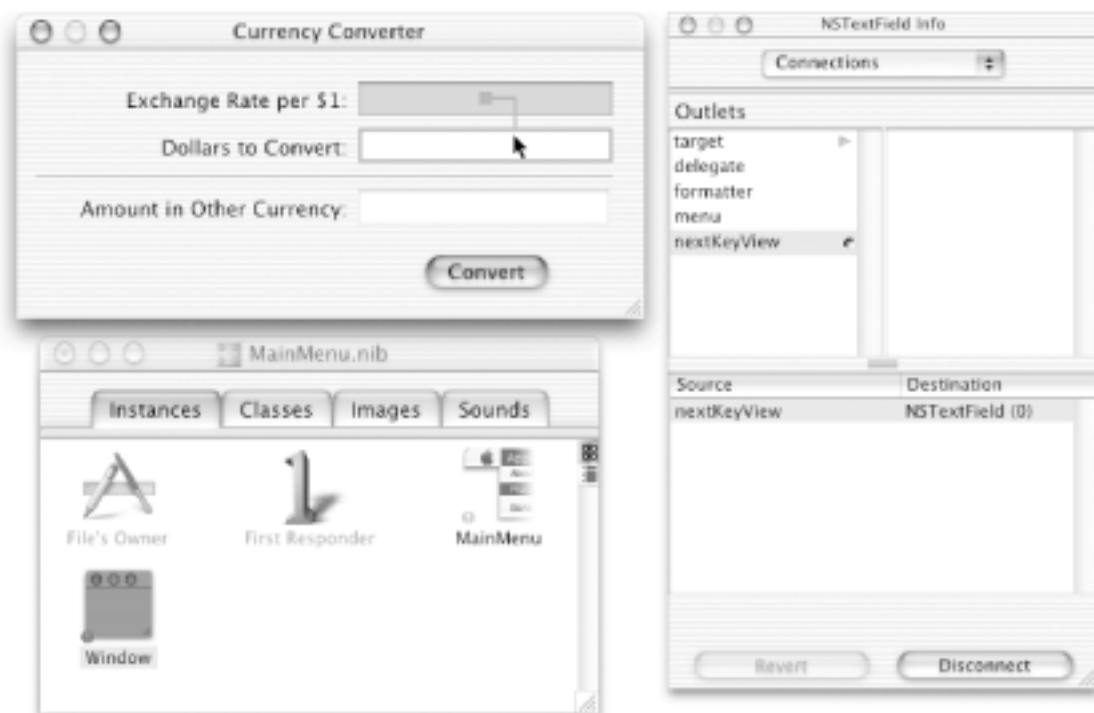 Currency Converter
Exchange Rate per $1:
Dollars to Convert:
Amount in Other Currency:
Convert
MainMenu.nib
Instances
Classes
Images
Sounds
File's Owner
First Responder
MainMenu
Window
NSTextField Info
Connections
Outlets
target
delegate
formatter
menu
nextKeyView
Source
Destination
nextKeyView
NSTextField (0)
Revert
Disconnect